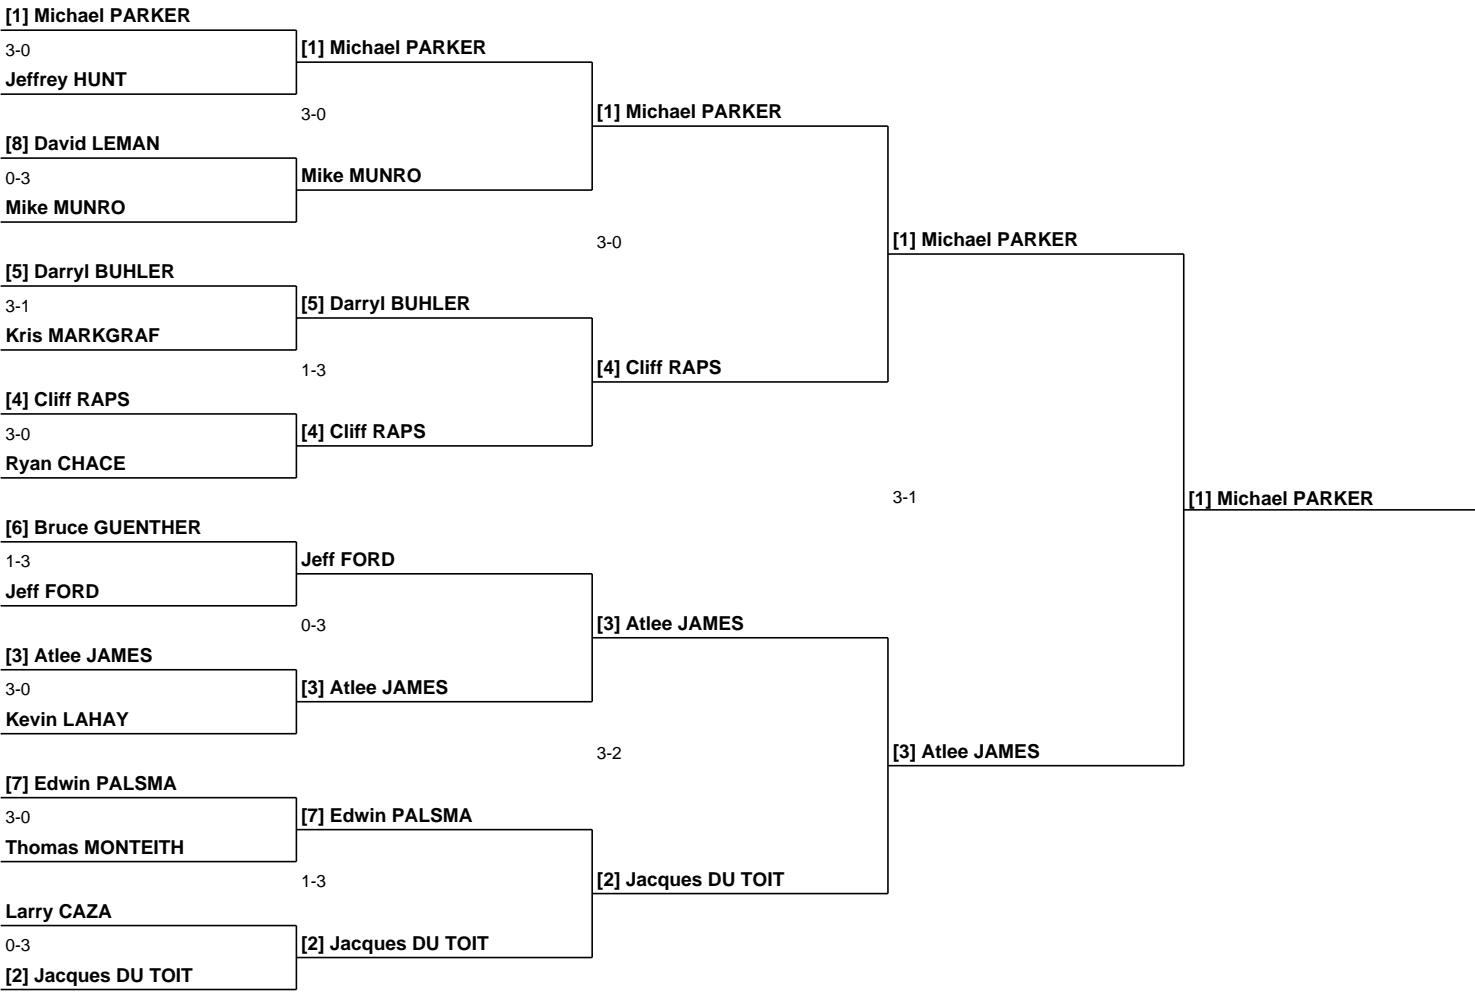 [1] Michael PARKER
3-0
Jeffrey HUNT
[8] David LEMAN
0-3
Mike MUNRO
[5] Darryl BUHLER
3-1
Kris MARKGRAF
[4] Cliff RAPS
3-0
Ryan CHACE
[6] Bruce GUENTHER
1-3
Jeff FORD
[3] Atlee JAMES
3-0
Kevin LAHAY
[7] Edwin PALSMA
3-0
Thomas MONTEITH
Larry CAZA
0-3
[2] Jacques DU TOIT
[1] Michael PARKER
3-0
Mike MUNRO
[5] Darryl BUHLER
1-3
[4] Cliff RAPS
Jeff FORD
0-3
[3] Atlee JAMES
[7] Edwin PALSMA
1-3
[2] Jacques DU TOIT
[1] Michael PARKER
3-0
[4] Cliff RAPS
[3] Atlee JAMES
3-2
[2] Jacques DU TOIT
[1] Michael PARKER
3-1
[3] Atlee JAMES
[1] Michael PARKER